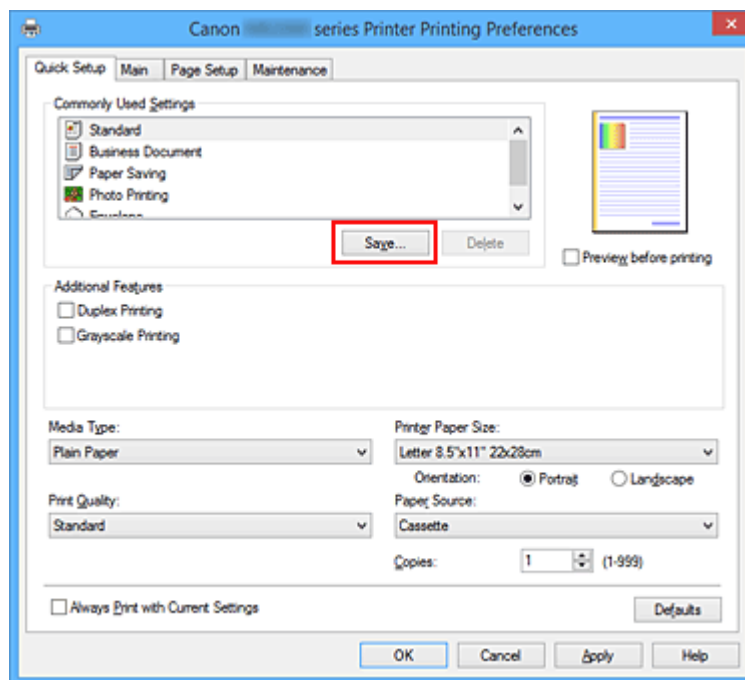 Canon series Printer Printing Preferences
Quick Setup Main Page Setup Maintenance
Commonly Used Settings
Standard
Business Document
Paper Saving
Photo Printing
Envelope
Save... Delete
Preview before printing
Additional Features
Duplex Printing
Grayscale Printing
Media Type:
Plain Paper
Printer Paper Size:
Letter 8.5"x11" 22x28cm
Orientation: Portrait Landscape
Print Quality:
Standard
Paper Source:
Cassette
Copies: 1 (1-999)
Always Print with Current Settings
Defaults
OK Cancel Apply Help